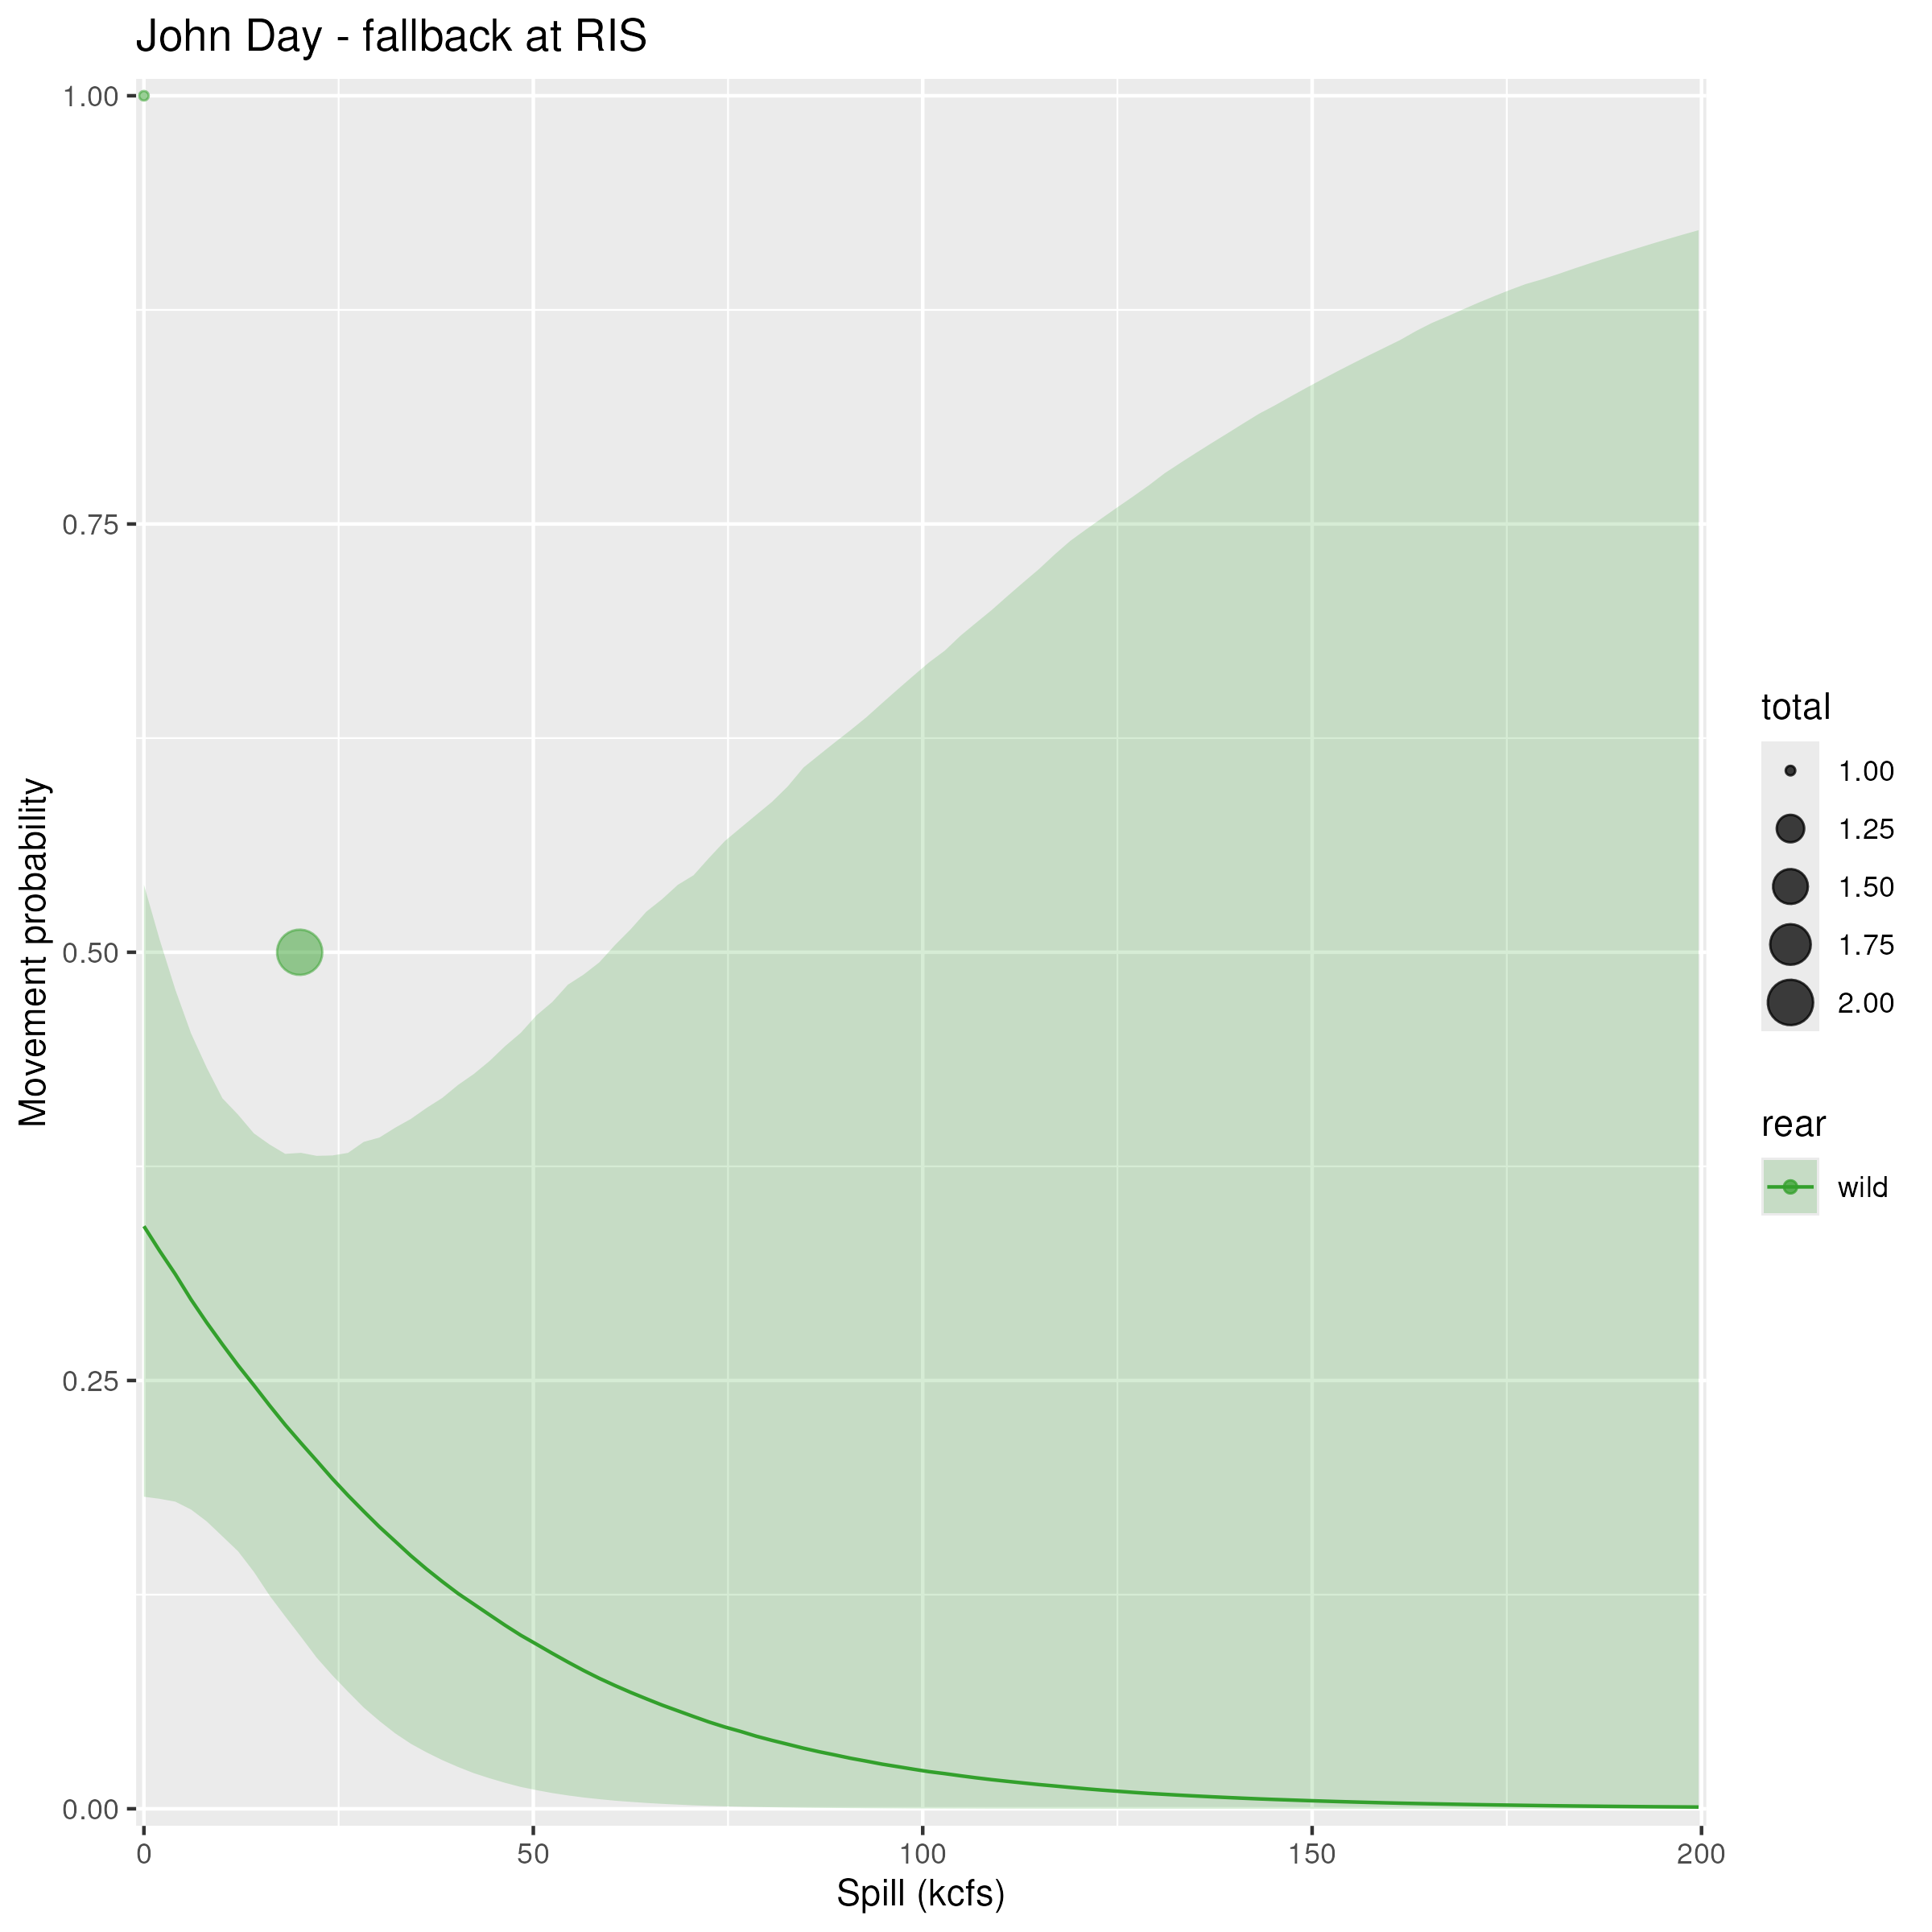 John Day - fallback at RIS
1.00
0.75
0.50
0.25
0.00
Movement probability
0
50
100
150
200
Spill (kcfs)
total
1.00
1.25
1.50
1.75
2.00
rear
wild